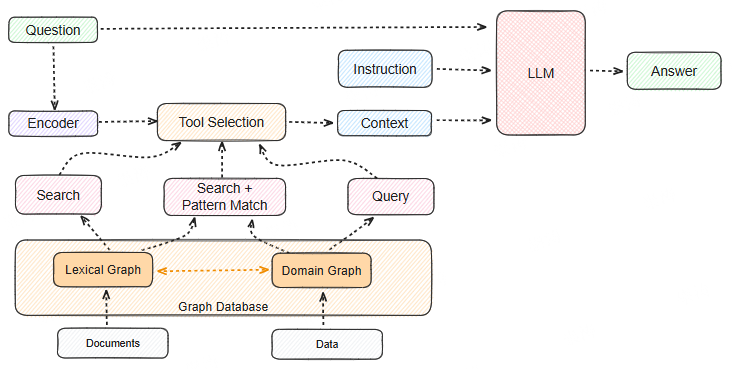 Question
Instruction
LLM
Answer
Encoder
Tool Selection
Context
Search
Search +
Pattern Match
Query
Lexical Graph
Domain Graph
Graph Database
Documents
Data